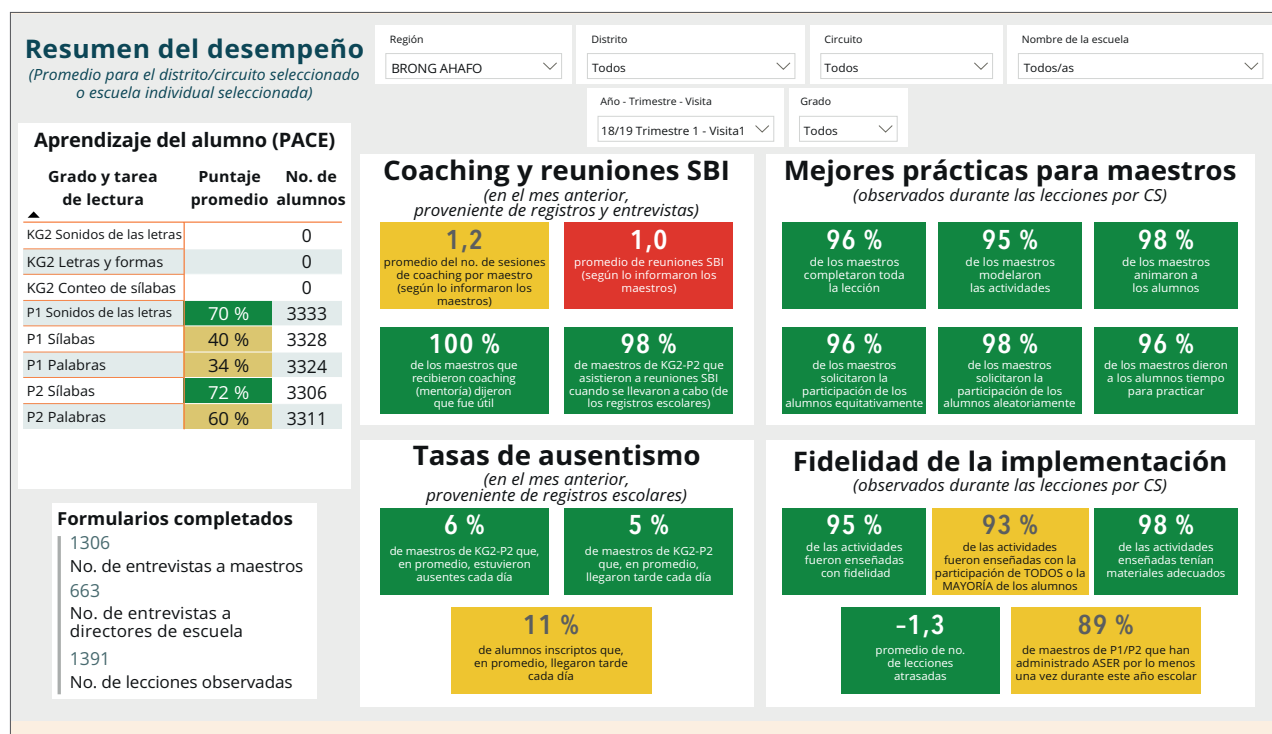 Resumen del desempeño
(Promedio para el distrito/circuito seleccionado
o escuela individual seleccionada)
Región
BRONG AHAFO
Distrito
Todos
Circuito
Todos
Nombre de la escuela
Todos/as
Año - Trimestre - Visita
18/19 Trimestre 1 - Visita1
Grado
Todos
Aprendizaje del alumno (PACE)
Grado y tarea de lectura Puntaje promedio No. de alumnos
KG2 Sonidos de las letras 0
KG2 Letras y formas 0
KG2 Conteo de sílabas 0
P1 Sonidos de las letras 70 % 3333
P1 Sílabas 40 % 3328
P1 Palabras 34 % 3324
P2 Sílabas 72 % 3306
P2 Palabras 60 % 3311
Formularios completados
1306
No. de entrevistas a maestros
663
No. de entrevistas a
directores de escuela
1391
No. de lecciones observadas
Coaching y reuniones SBI
(en el mes anterior,
proveniente de registros y entrevistas)
1,2
promedio del no. de sesiones
de coaching por maestro
(según lo informaron los
maestros)
1,0
promedio de reuniones SBI
(según lo informaron los
maestros)
100 %
de los maestros que
recibieron coaching
(mentoría) dijeron
que fue útil
98 %
de maestros de KG2-P2 que
asistieron a reuniones SBI
cuando se llevaron a cabo (de
los registros escolares)
Mejores prácticas para maestros
(observados durante las lecciones por CS)
96 %
de los maestros
completaron toda
la lección
95 %
de los maestros
modelaron
las actividades
98 %
de los maestros
animaron a
los alumnos
96 %
de los maestros
solicitaron la
participación de los
alumnos equitativamente
98 %
de los maestros
solicitaron la
participación de los
alumnos aleatoriamente
96 %
de los maestros dieron
a los alumnos tiempo
para practicar
Tasas de ausentismo
(en el mes anterior,
proveniente de registros escolares)
6 %
de maestros de KG2-P2 que,
en promedio, estuvieron
ausentes cada día
5 %
de maestros de KG2-P2
que, en promedio,
llegaron tarde cada día
11 %
de alumnos inscriptos que,
en promedio, llegaron tarde
cada día
Fidelidad de la implementación
(observados durante las lecciones por CS)
95 %
de las actividades
fueron enseñadas
con fidelidad
93 %
de las actividades
fueron enseñadas con la
participación de TODOS o la
MAYORÍA de los alumnos
98 %
de las actividades
enseñadas tenían
materiales adecuados
–1,3
promedio de no.
de lecciones
atrasadas
89 %
de maestros de P1/P2 que han
administrado ASER por lo menos
una vez durante este año escolar